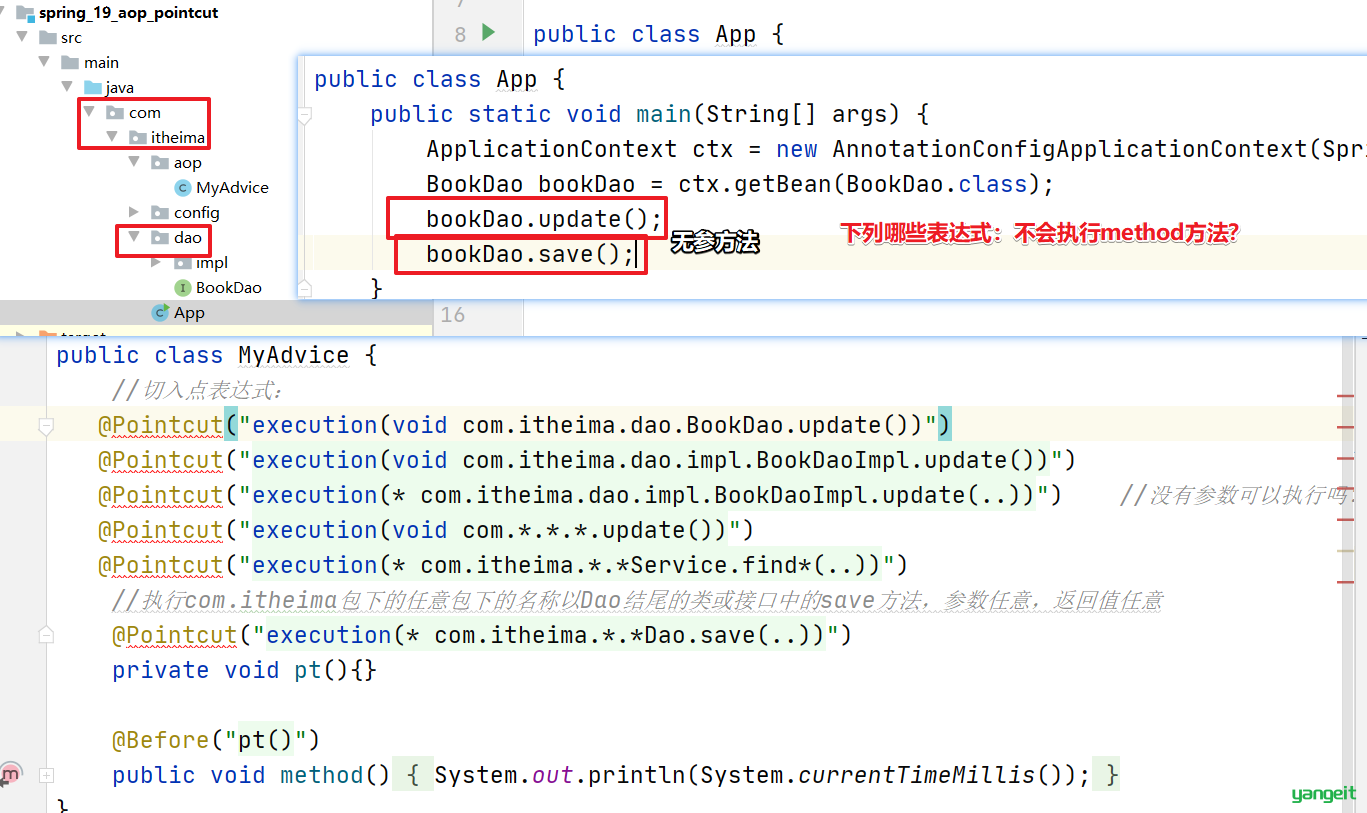 spring_19_aop_pointcut
src
main
java
com
itheima
aop
MyAdvice
config
dao
impl
BookDao
App
7
8 public class App {
public class App {
public static void main(String[] args) {
ApplicationContext ctx = new AnnotationConfigApplicationContext(Spri
BookDao bookDao = ctx.getBean(BookDao.class);
bookDao.update();
bookDao.save();
无参方法
下列哪些表达式：不会执行method方法？
}
16
public class MyAdvice {
//切入点表达式：
@Pointcut("execution(void com.itheima.dao.BookDao.update())")
@Pointcut("execution(void com.itheima.dao.impl.BookDaoImpl.update())")
@Pointcut("execution(* com.itheima.dao.impl.BookDaoImpl.update(..))") //没有参数可以执行吗
@Pointcut("execution(void com.*.*.*.update())")
@Pointcut("execution(* com.itheima.*.*Service.find*(..))")
//执行com.itheima包下的任意包下的名称以Dao结尾的类或接口中的save方法，参数任意，返回值任意
@Pointcut("execution(* com.itheima.*.*Dao.save(..))")
private void pt(){}
@Before("pt()")
public void method() { System.out.println(System.currentTimeMillis()); }
}
yangeit